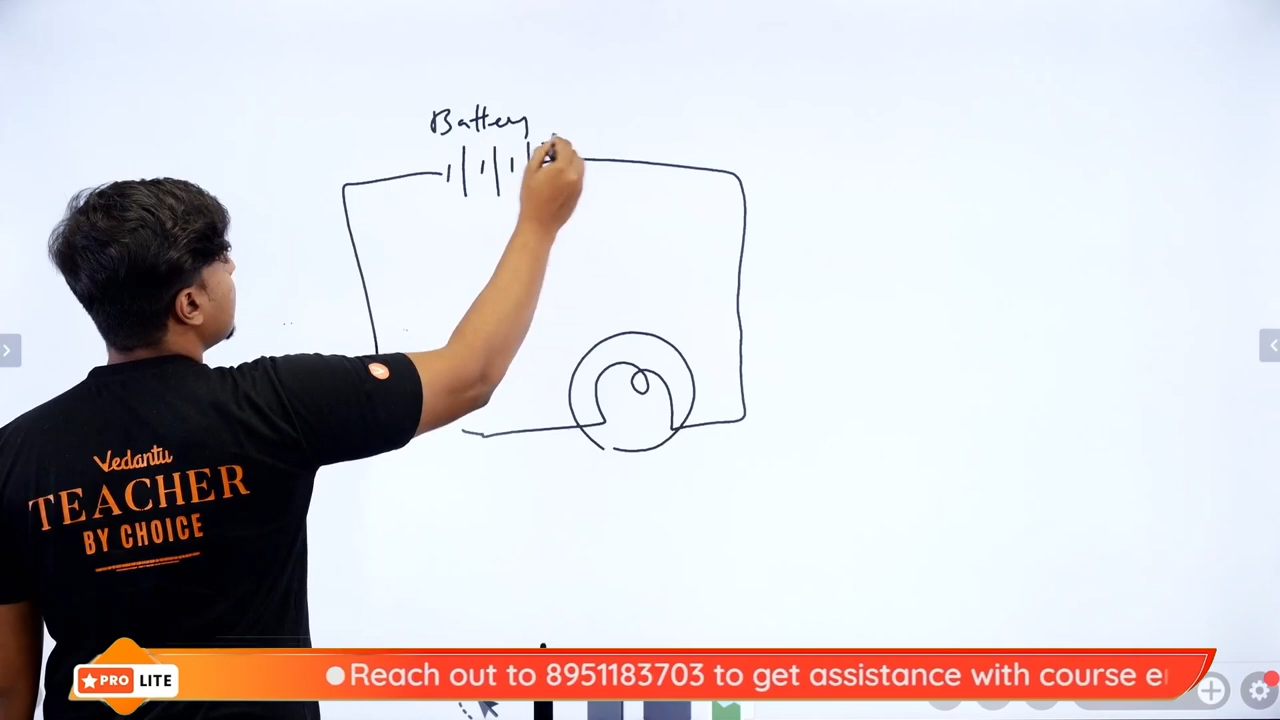 Battery
Vedantu
TEACHER
BY CHOICE
PRO LITE
Reach out to 8951183703 to get assistance with course e